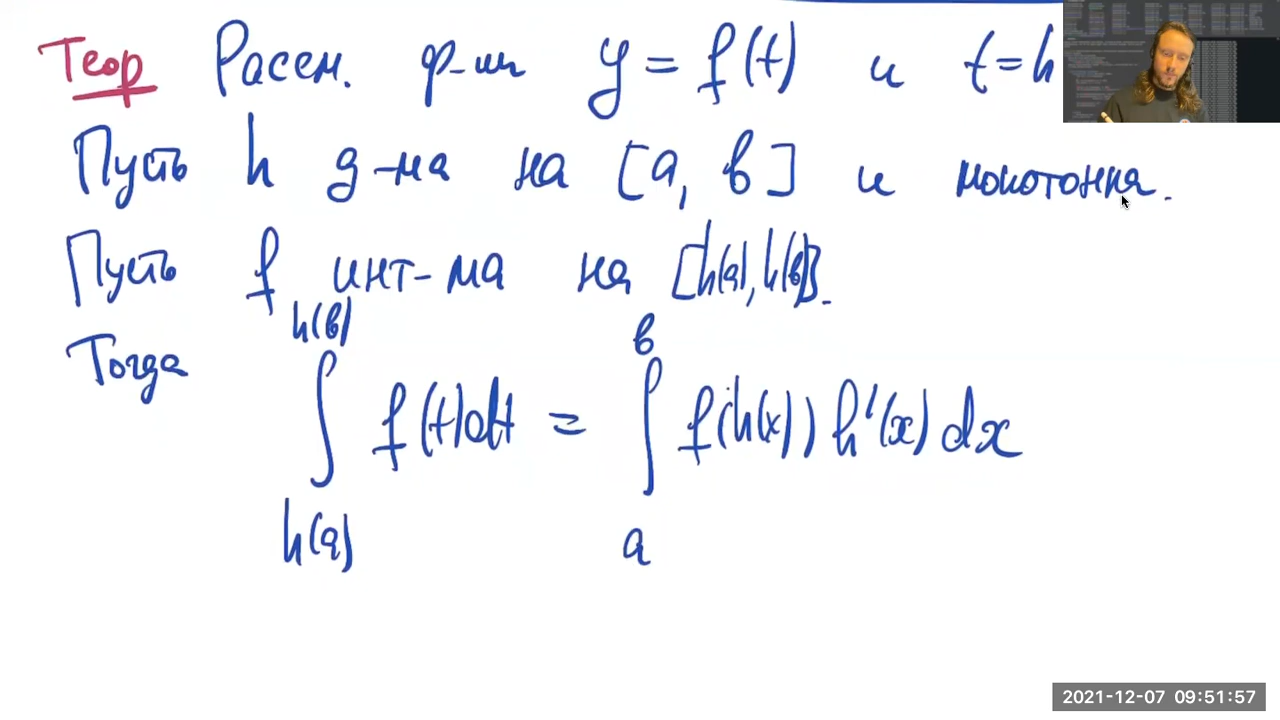 Теор Рассм. ф-ии y = f(t) и t = h
Пусть h д-ма на [a, b] и монотонна.
Пусть f инт-ма на [h(a), h(b)].
Тогда ∫_{h(a)}^{h(b)} f(t)dt = ∫_a^b f(h(x)) h'(x) dx
2021-12-07 09:51:57